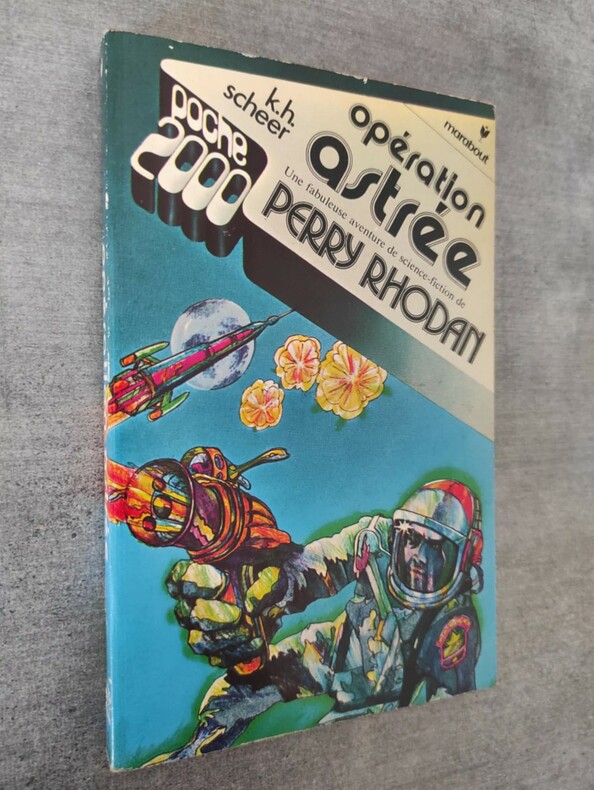 marabout
k.h.
scheer
opération
astrée
Une fabuleuse aventure de science-fiction de
PERRY RHODAN
poche
2000